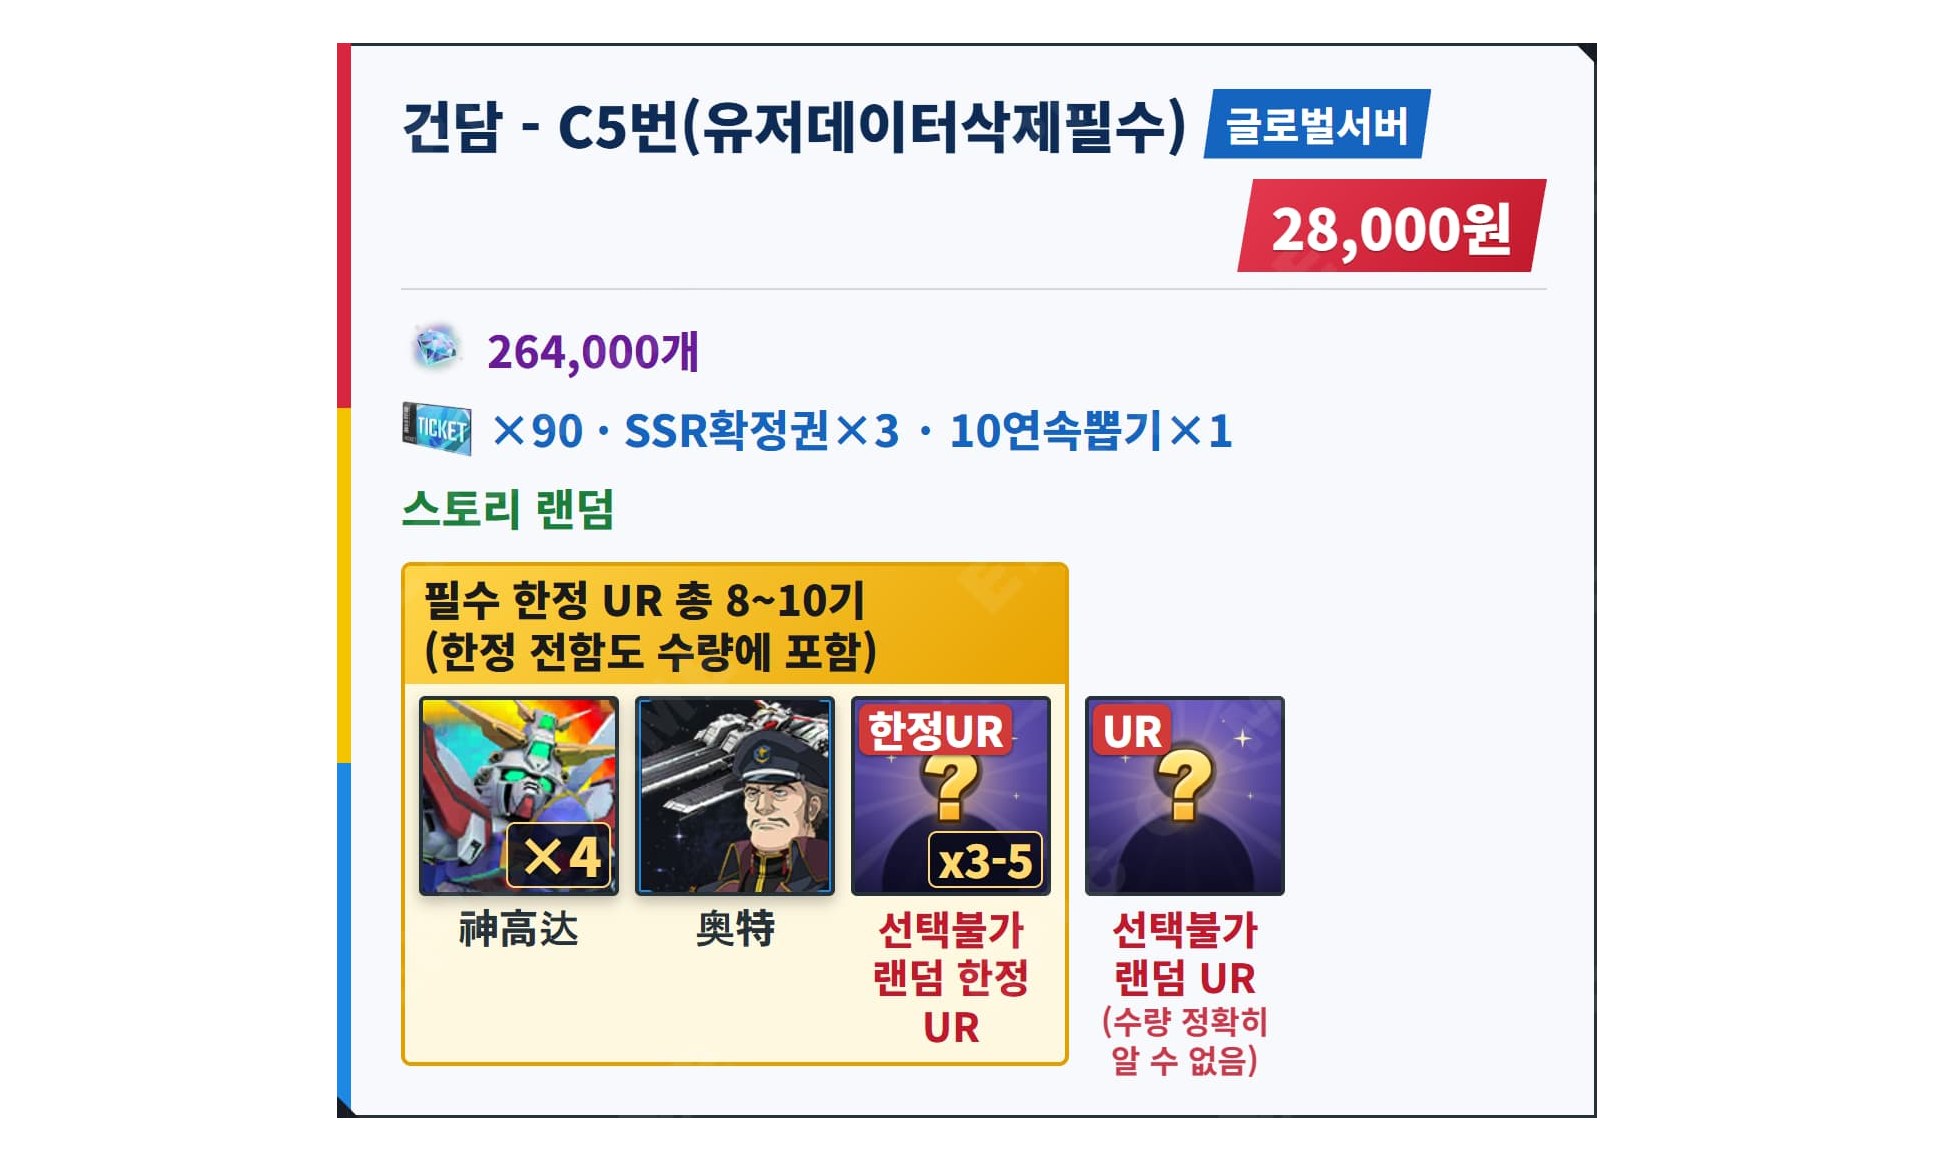 건담 - C5번(유저데이터삭제필수) 글로벌서버
28,000원
264,000개
TICKET ×90 · SSR확정권×3 · 10연속뽑기×1
스토리 랜덤
필수 한정 UR 총 8~10기
(한정 전함도 수량에 포함)
×4
神高达
奥特
한정UR
?
x3-5
선택불가
랜덤 한정
UR
UR
?
선택불가
랜덤 UR
(수량 정확히
알 수 없음)